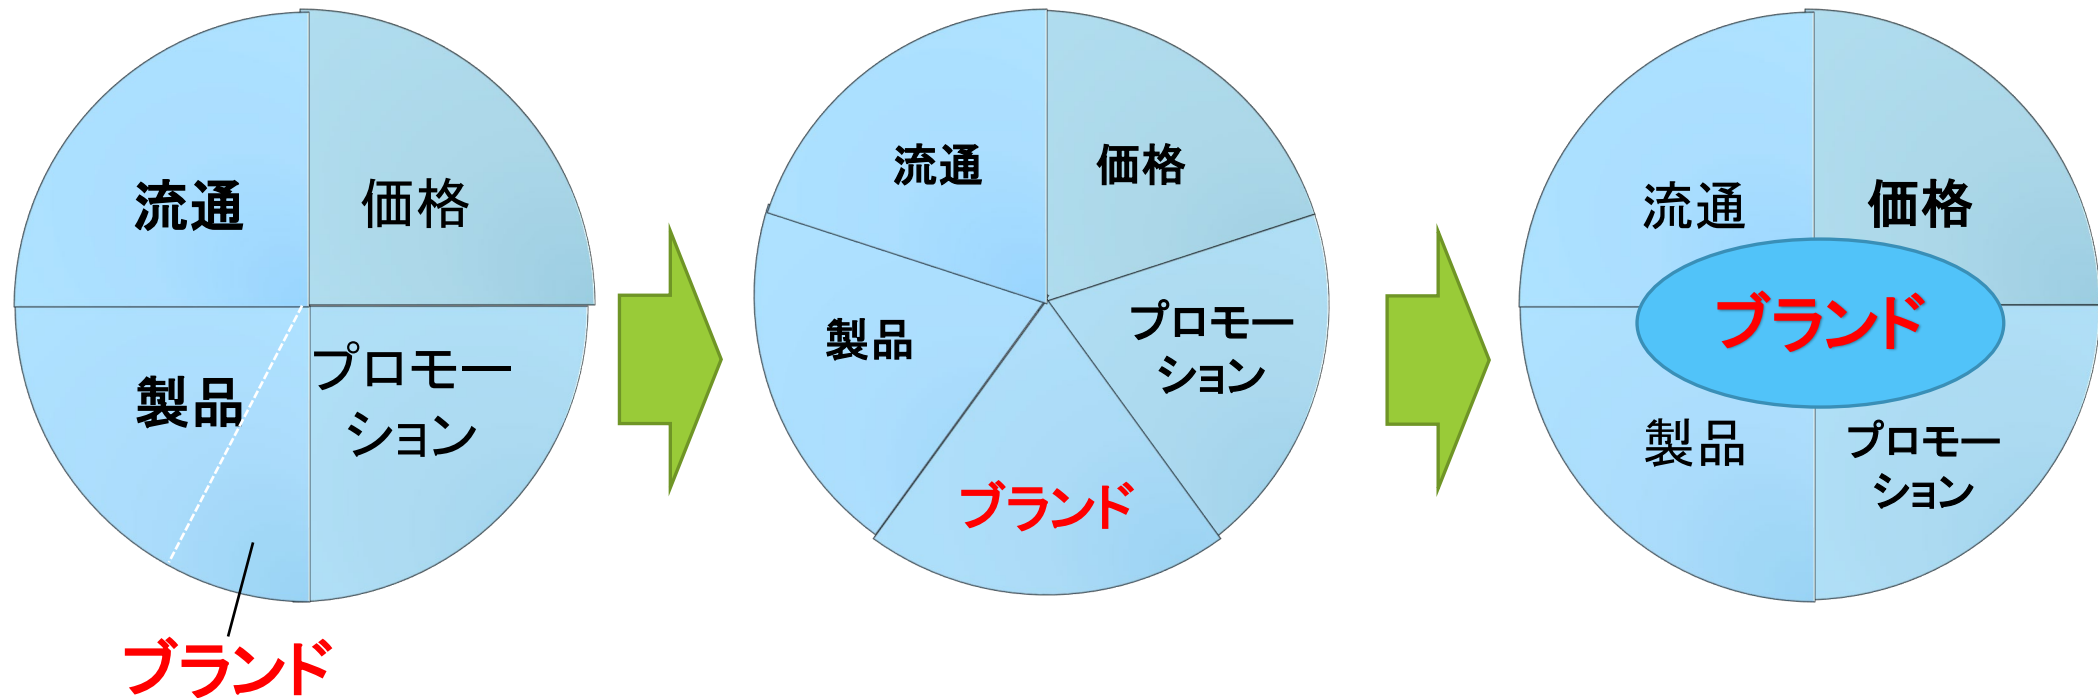 流通
価格
製品
プロモー
ション
ブランド
流通
価格
製品
プロモー
ション
ブランド
流通
価格
ブランド
製品
プロモー
ション